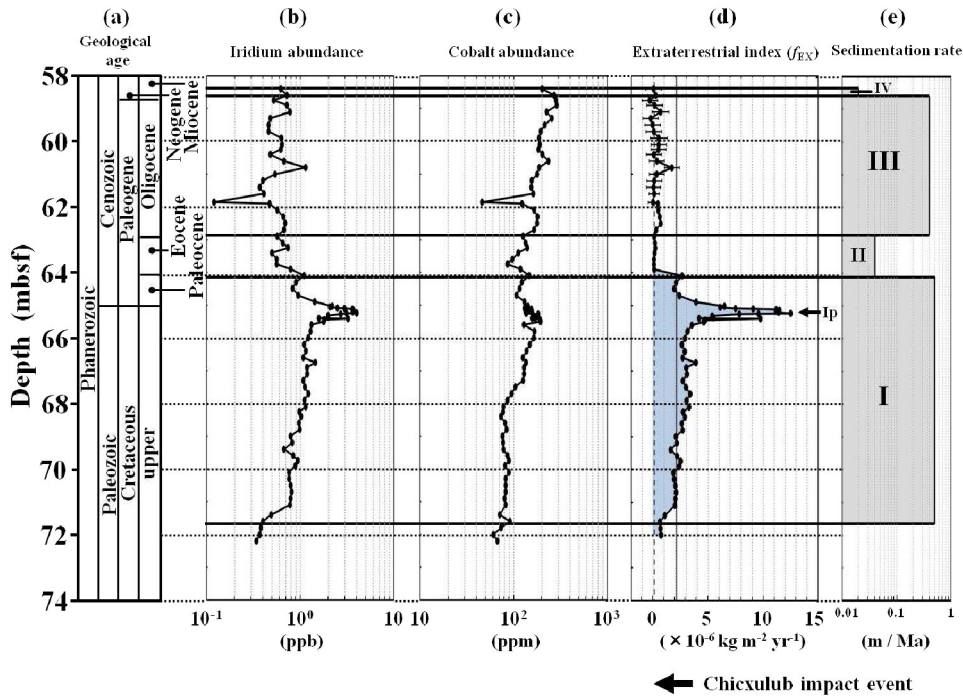 (a) (b) (c) (d) (e)
Geological age
Iridium abundance
Cobalt abundance
Extraterrestrial index (fEX)
Sedimentation rate
Depth (mbsf)
58
60
62
64
66
68
70
72
74
Phanerozoic
Cenozoic
Paleozoic
Paleogene
Cretaceous
Oligocene
upper
Neogene
Miocene
Eocene
Paleocene
IV
III
II
Ip
I
10⁻¹ 10⁰ 10
(ppb)
10 10² 10³
(ppm)
0 5 10 15
(× 10⁻⁶ kg m⁻² yr⁻¹)
0.01 0.1 1
(m / Ma)
Chicxulub impact event